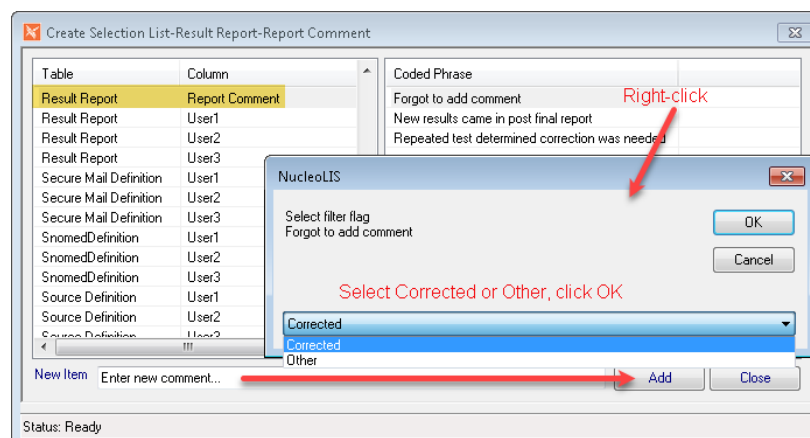 Create Selection List-Result Report-Report Comment
Table Column
Result Report Report Comment
Result Report User1
Result Report User2
Result Report User3
Secure Mail Definition User1
Secure Mail Definition User2
Secure Mail Definition User3
SnomedDefinition User1
SnomedDefinition User2
SnomedDefinition User3
Source Definition User1
Source Definition User2
Source Definition User3
Coded Phrase
Forgot to add comment
Right-click
New results came in post final report
Repeated test determined correction was needed
NucleoLIS
Select filter flag
Forgot to add comment
OK
Cancel
Select Corrected or Other, click OK
Corrected
Corrected
Other
New Item Enter new comment... Add Close
Status: Ready